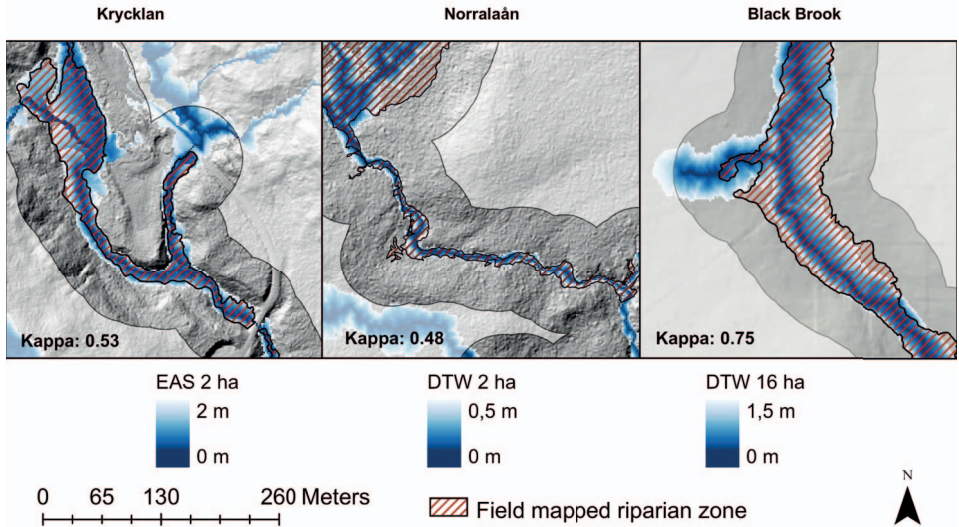 Krycklan Norralaån Black Brook
Kappa: 0.53 Kappa: 0.48 Kappa: 0.75
EAS 2 ha DTW 2 ha DTW 16 ha
2 m 0,5 m 1,5 m
0 m 0 m 0 m
0 65 130 260 Meters
Field mapped riparian zone
N